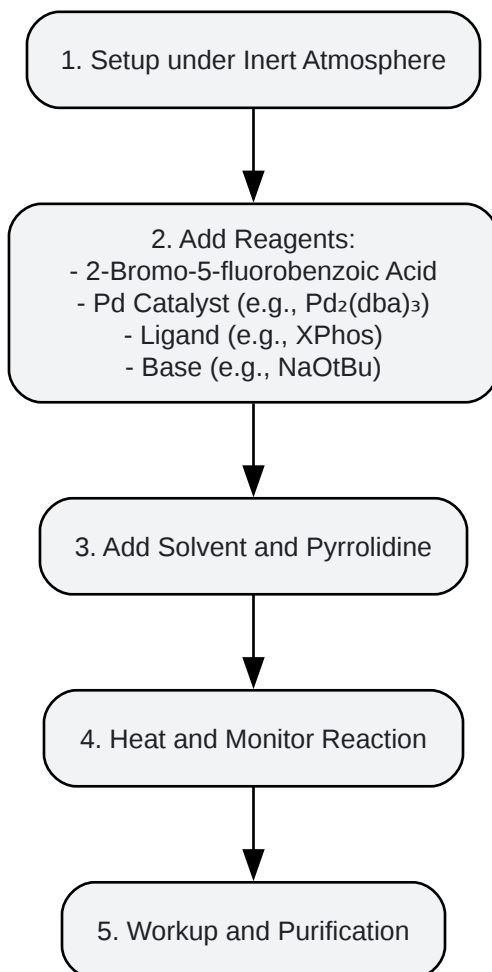 1. Setup under Inert Atmosphere
2. Add Reagents:
- 2-Bromo-5-fluorobenzoic Acid
- Pd Catalyst (e.g., Pd₂(dba)₃)
- Ligand (e.g., XPhos)
- Base (e.g., NaOtBu)
3. Add Solvent and Pyrrolidine
4. Heat and Monitor Reaction
5. Workup and Purification